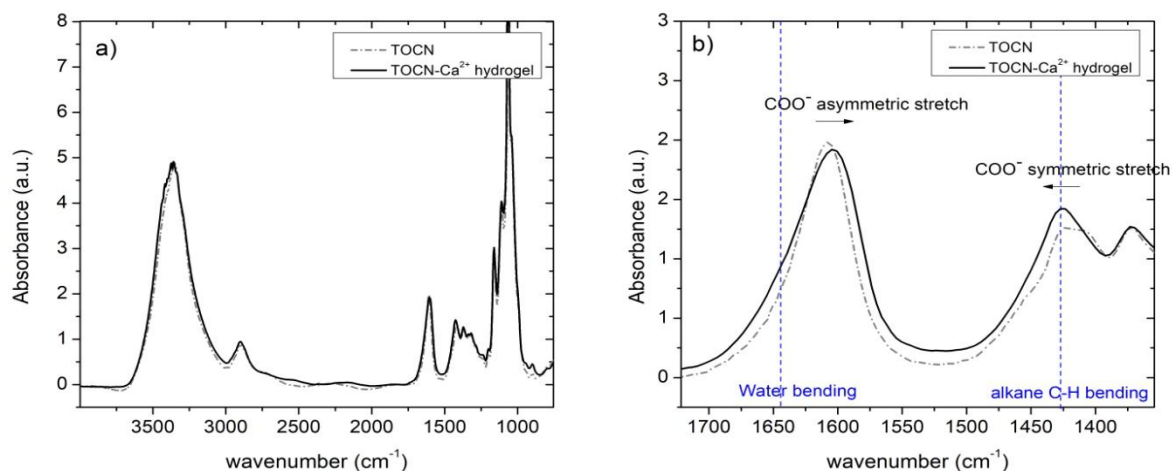 a)
TOCN
TOCN-Ca²⁺ hydrogel
Absorbance (a.u.)
8
7
6
5
4
3
2
1
0
3500 3000 2500 2000 1500 1000
wavenumber (cm⁻¹)
b)
TOCN
TOCN-Ca²⁺ hydrogel
COO⁻ asymmetric stretch
COO⁻ symmetric stretch
Water bending
alkane C-H bending
Absorbance (a.u.)
3
3
2
2
1
1
0
1700 1650 1600 1550 1500 1450 1400
wavenumber (cm⁻¹)